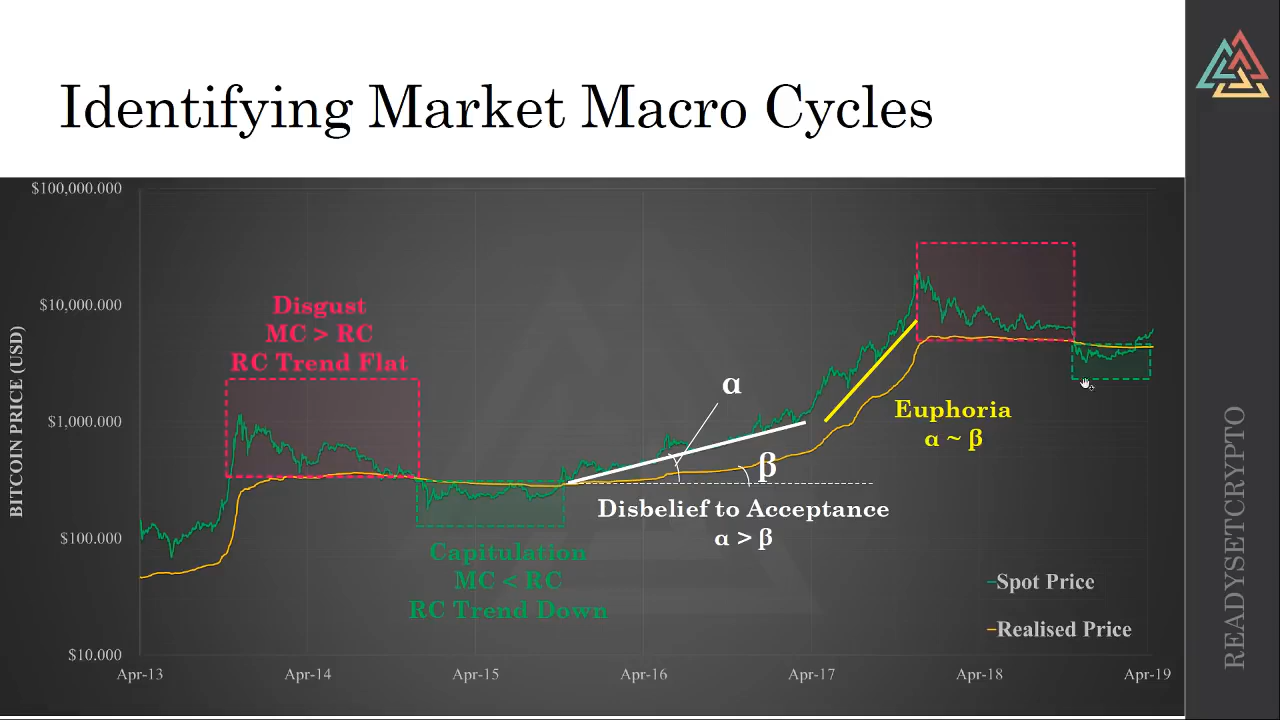 Identifying Market Macro Cycles
$100,000.000
$10,000.000
$1,000.000
$100.000
$10.000
BITCOIN PRICE (USD)
Disgust
MC > RC
RC Trend Flat
Capitulation
MC < RC
RC Trend Down
α
β
Disbelief to Acceptance
α > β
Euphoria
α ~ β
Spot Price
Realised Price
Apr-13
Apr-14
Apr-15
Apr-16
Apr-17
Apr-18
Apr-19
READYSETCRYPTO